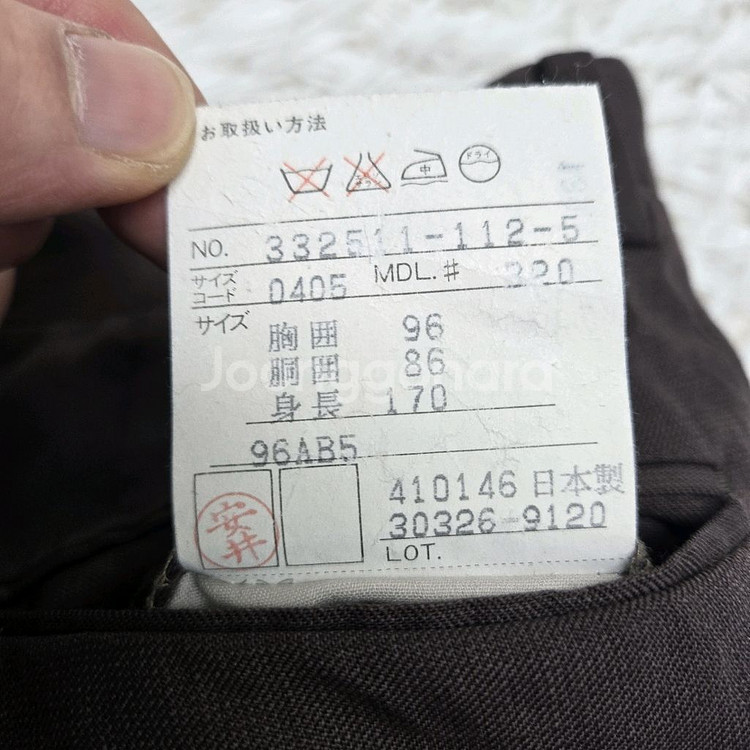 お取扱い方法
中 ドライ
NO. 332511-112-5
サイズコード 0405 MDL.# 320
サイズ 胸囲 96
胴囲 86
身長 170
96AB5
410146 日本製
30326-9120
安井
LOT.
Joonggonara